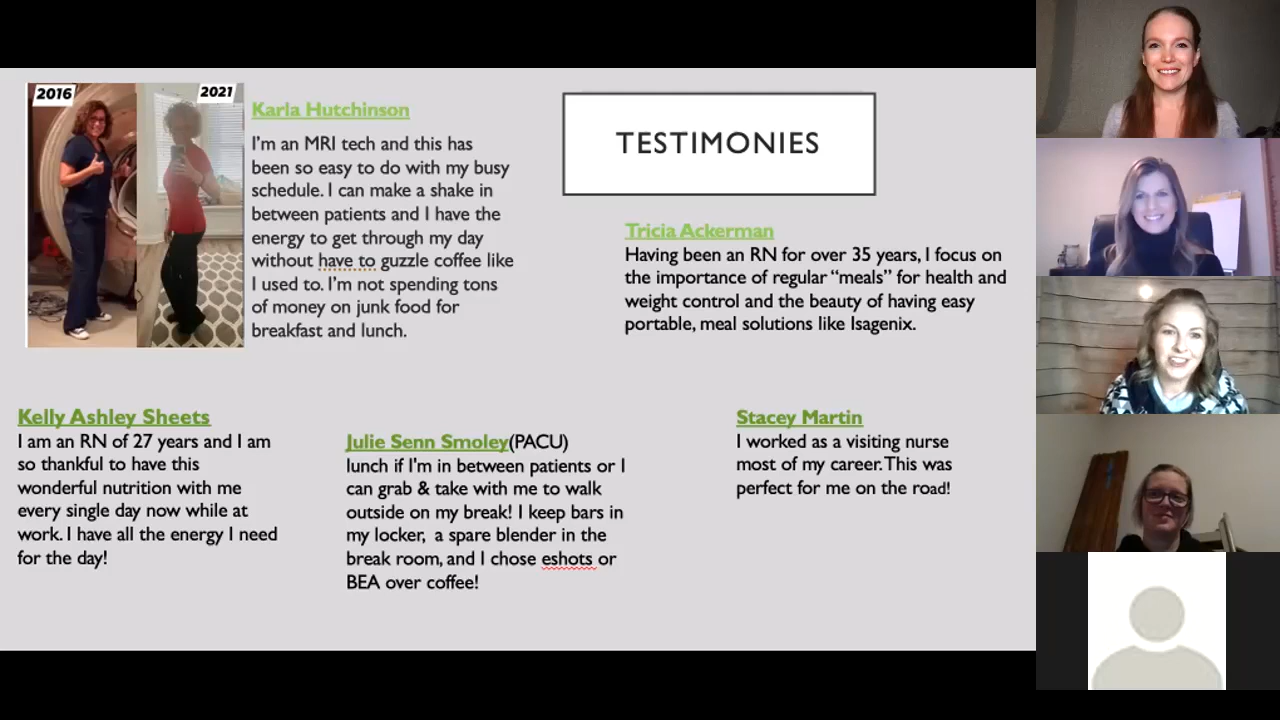 2016
2021
Karla Hutchinson
I'm an MRI tech and this has
been so easy to do with my busy
schedule. I can make a shake in
between patients and I have the
energy to get through my day
without have to guzzle coffee like
I used to. I'm not spending tons
of money on junk food for
breakfast and lunch.
TESTIMONIES
Tricia Ackerman
Having been an RN for over 35 years, I focus on
the importance of regular “meals” for health and
weight control and the beauty of having easy
portable, meal solutions like Isagenix.
Kelly Ashley Sheets
I am an RN of 27 years and I am
so thankful to have this
wonderful nutrition with me
every single day now while at
work. I have all the energy I need
for the day!
Julie Senn Smoley(PACU)
lunch if I'm in between patients or I
can grab & take with me to walk
outside on my break! I keep bars in
my locker, a spare blender in the
break room, and I chose eshots or
BEA over coffee!
Stacey Martin
I worked as a visiting nurse
most of my career. This was
perfect for me on the road!